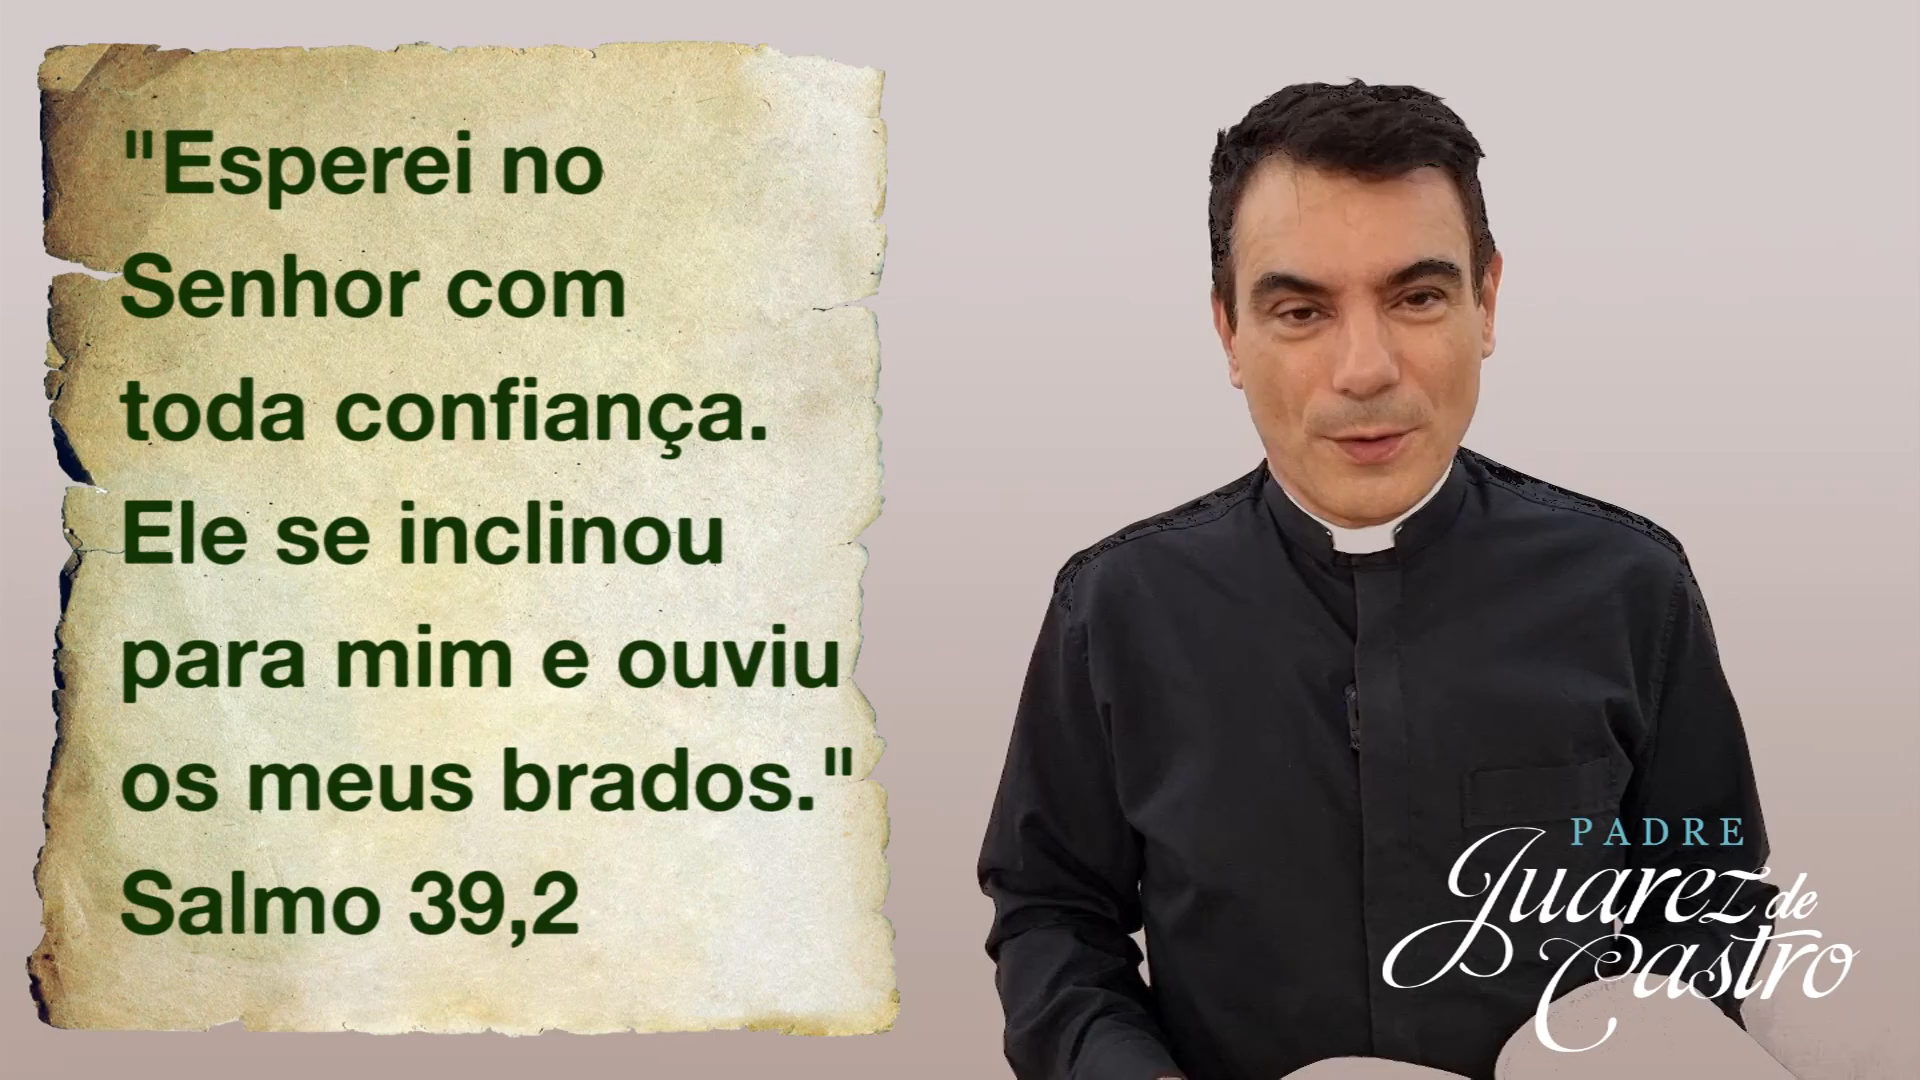 "Esperei no
Senhor com
toda confiança.
Ele se inclinou
para mim e ouviu
os meus brados."
Salmo 39,2
PADRE
Juarez de
Castro